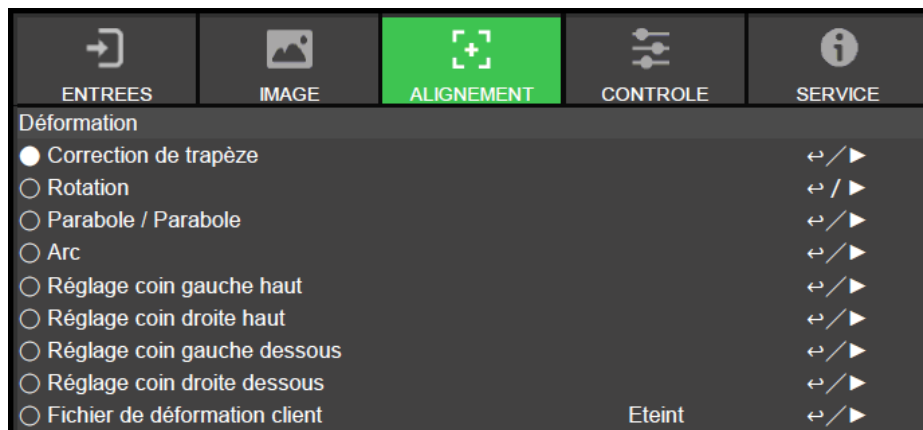 ENTREES IMAGE ALIGNEMENT CONTROLE SERVICE
Déformation
Correction de trapèze ↩/►
Rotation ↩/►
Parabole / Parabole ↩/►
Arc ↩/►
Réglage coin gauche haut ↩/►
Réglage coin droite haut ↩/►
Réglage coin gauche dessous ↩/►
Réglage coin droite dessous ↩/►
Fichier de déformation client Eteint ↩/►